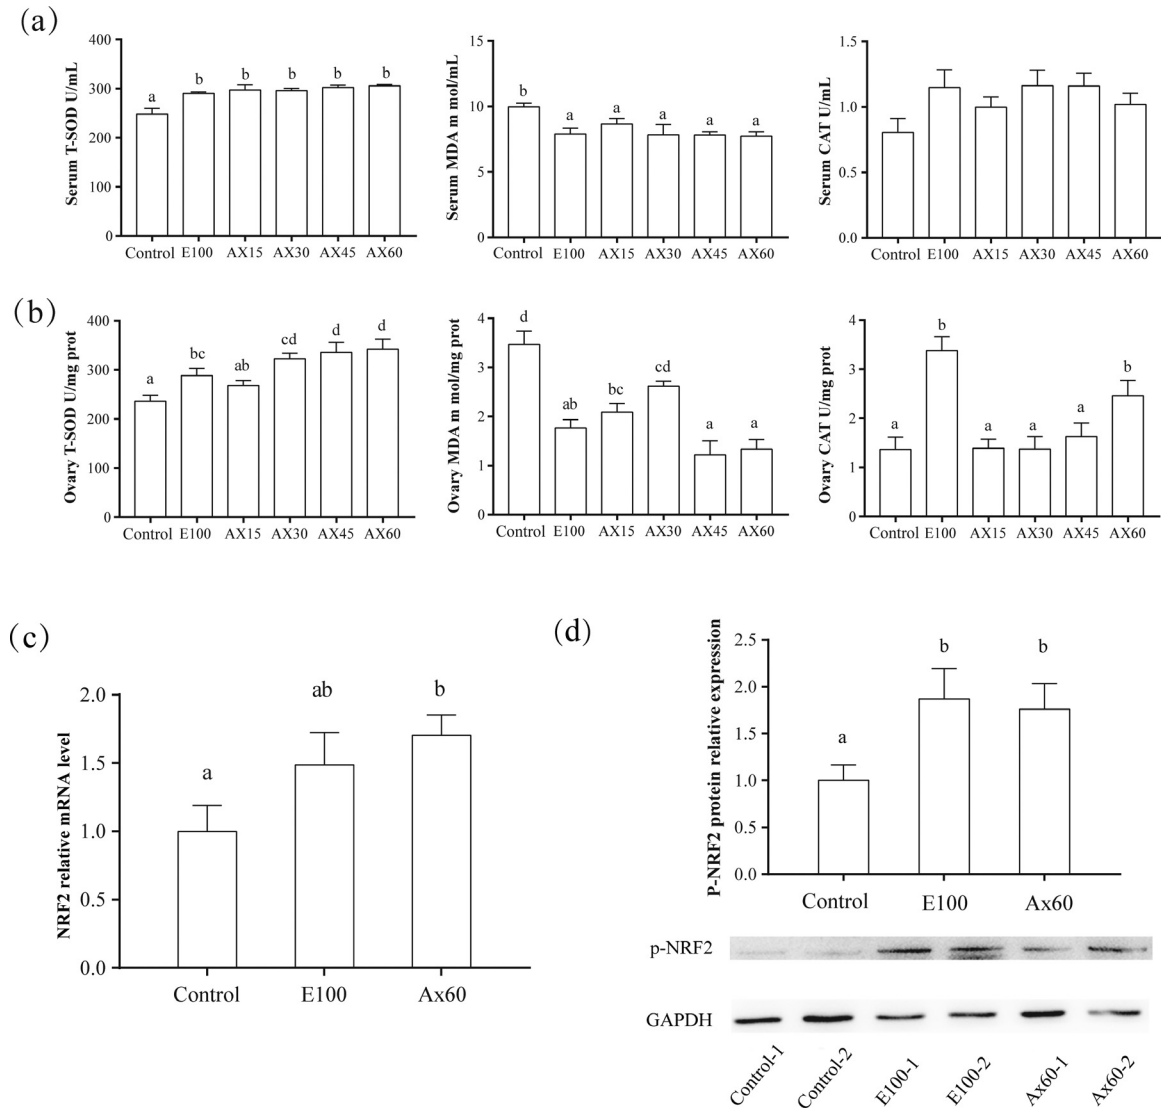 (a)
Serum T-SOD U/mL
400
300
200
100
0
a
b
b
b
b
b
Control E100 AX15 AX30 AX45 AX60
Serum MDA m mol/mL
15
10
5
0
b
a
a
a
a
a
Control E100 AX15 AX30 AX45 AX60
Serum CAT U/mL
1.5
1.0
0.5
0.0
Control E100 AX15 AX30 AX45 AX60
(b)
Ovary T-SOD U/mg prot
400
300
200
100
0
a
bc
ab
cd
d
d
Control E100 AX15 AX30 AX45 AX60
Ovary MDA m mol/mg prot
4
3
2
1
0
d
ab
bc
cd
a
a
Control E100 AX15 AX30 AX45 AX60
Ovary CAT U/mg prot
4
3
2
1
0
a
b
a
a
a
b
Control E100 AX15 AX30 AX45 AX60
(c)
NRF2 relative mRNA level
2.0
1.5
1.0
0.5
0.0
a
ab
b
Control E100 Ax60
(d)
P-NRF2 protein relative expression
2.5
2.0
1.5
1.0
0.5
0.0
a
b
b
Control E100 Ax60
p-NRF2
GAPDH
Control-1
Control-2
E100-1
E100-2
Ax60-1
Ax60-2